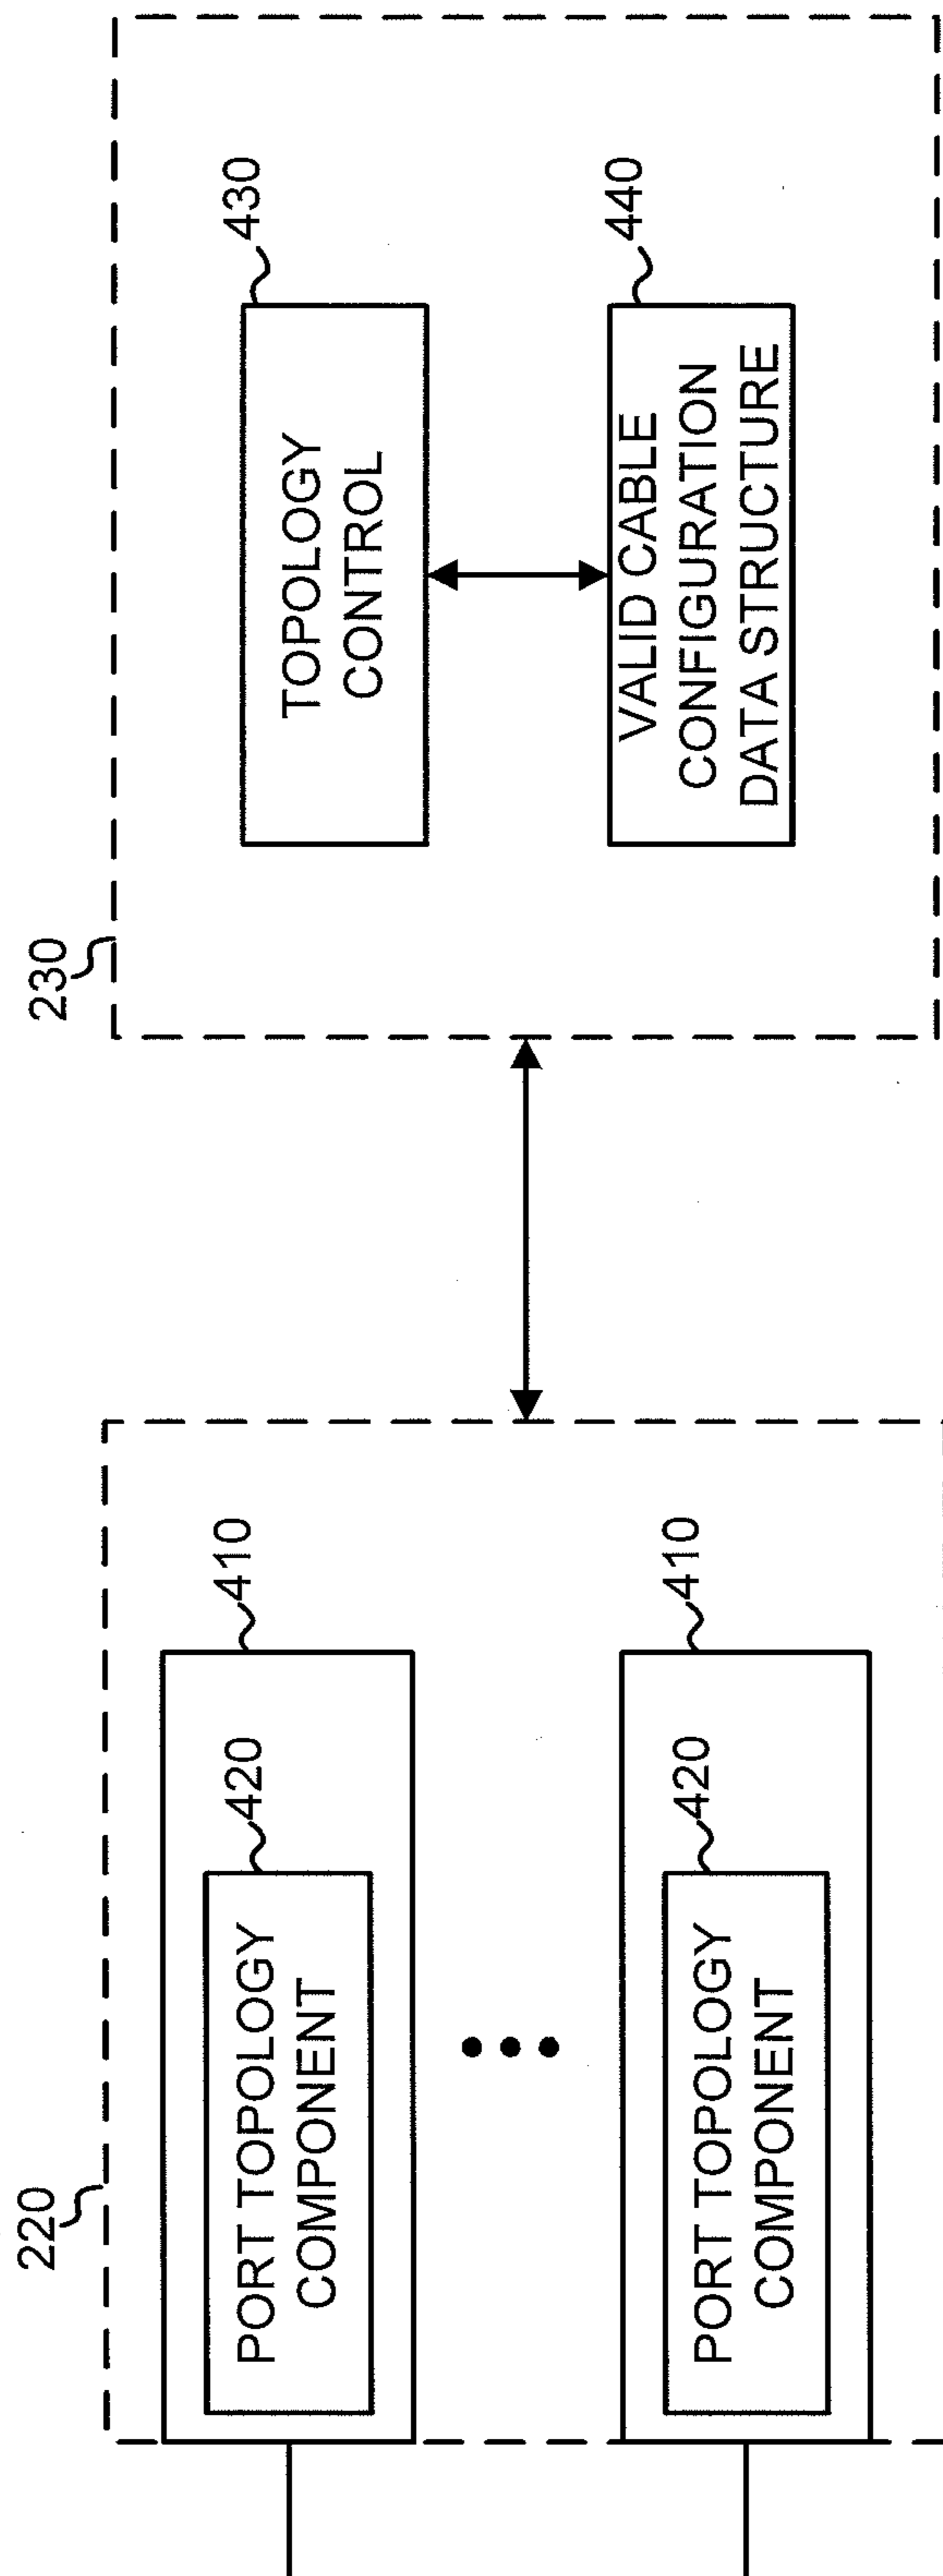 220
230
410
420
PORT TOPOLOGY
COMPONENT
410
420
PORT TOPOLOGY
COMPONENT
430
TOPOLOGY
CONTROL
440
VALID CABLE
CONFIGURATION
DATA STRUCTURE